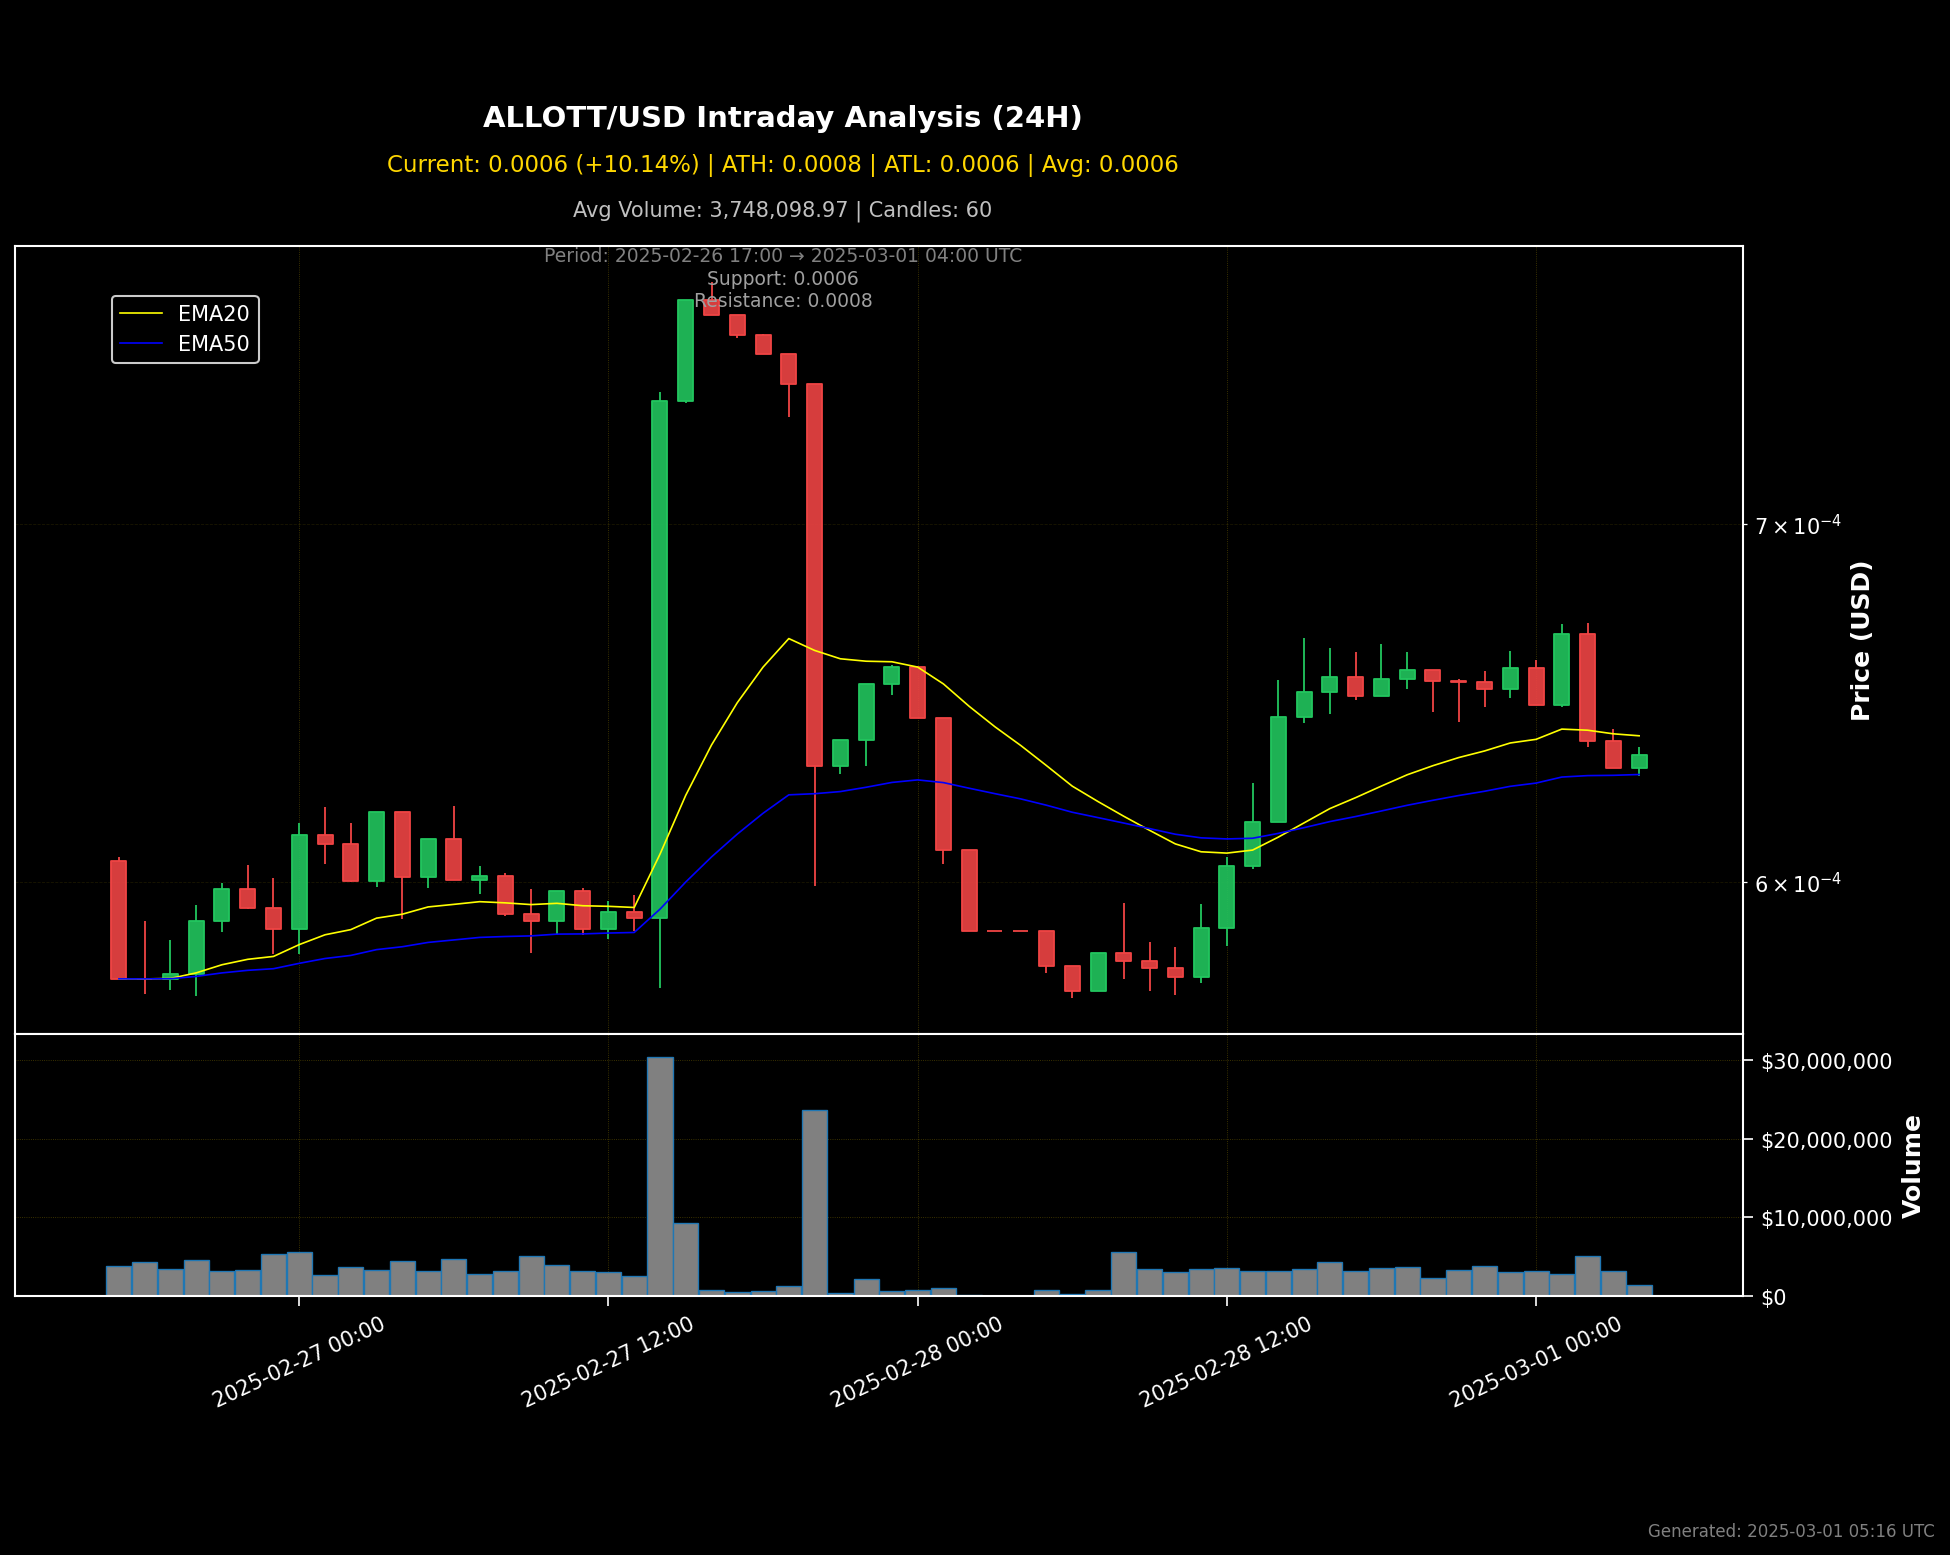 ALLOTT/USD Intraday Analysis (24H)
Current: 0.0006 (+10.14%) | ATH: 0.0008 | ATL: 0.0006 | Avg: 0.0006
Avg Volume: 3,748,098.97 | Candles: 60
Period: 2025-02-26 17:00 → 2025-03-01 04:00 UTC
Support: 0.0006
Resistance: 0.0008
EMA20
EMA50
7 × 10⁻⁴
6 × 10⁻⁴
Price (USD)
$30,000,000
$20,000,000
$10,000,000
$0
Volume
2025-02-27 00:00
2025-02-27 12:00
2025-02-28 00:00
2025-02-28 12:00
2025-03-01 00:00
Generated: 2025-03-01 05:16 UTC